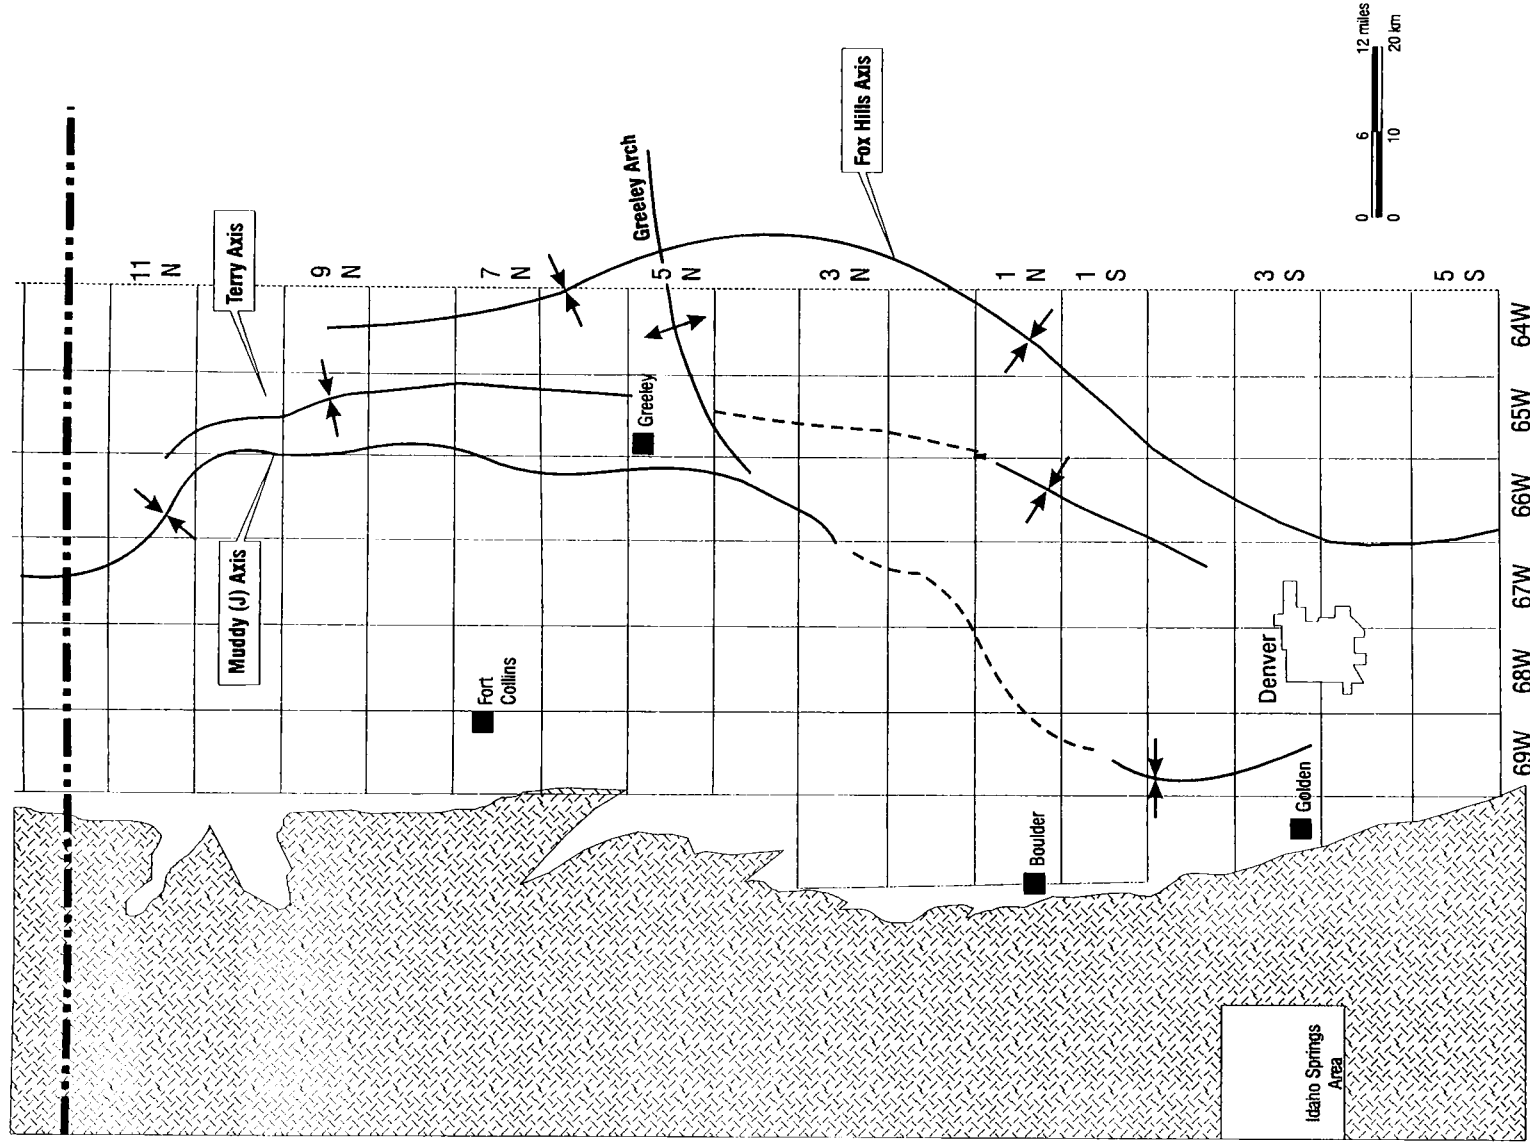 12 miles
20 km
6
10
0
0
Fox Hills Axis
Greeley Arch
Terry Axis
11
N
9
N
7
N
5
N
3
N
1
N
1
S
3
S
5
S
64W
65W
66W
67W
68W
69W
Greeley
Muddy (J) Axis
Fort
Collins
Denver
Boulder
Golden
Idaho Springs
Area